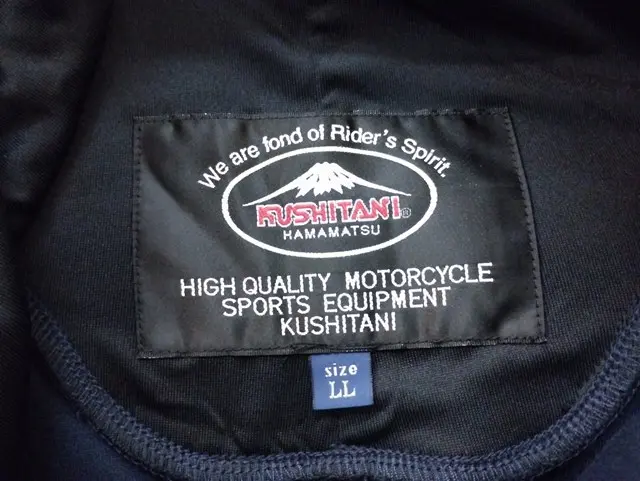 We are fond of Rider's Spirit.
KUSHITANI®
HAMAMATSU
HIGH QUALITY MOTORCYCLE
SPORTS EQUIPMENT
KUSHITANI
size
LL